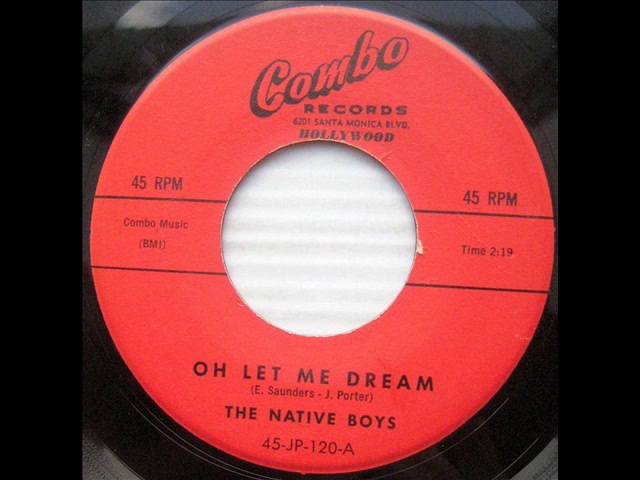 Combo
RECORDS
6201 SANTA MONICA BLVD.
HOLLYWOOD
45 RPM
45 RPM
Combo Music
(BMI)
Time 2:19
OH LET ME DREAM
(E. Saunders - J. Porter)
THE NATIVE BOYS
45-JP-120-A